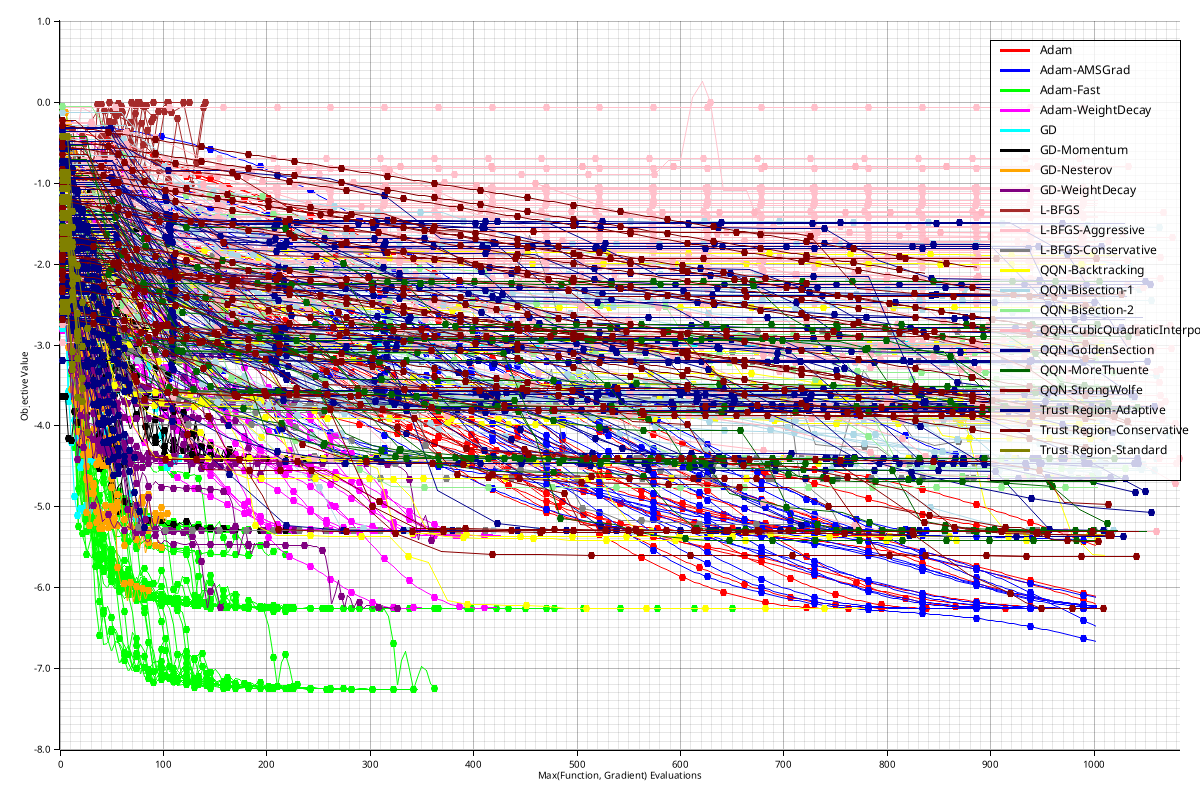 1.0
0.0
-1.0
-2.0
-3.0
-4.0
-5.0
-6.0
-7.0
-8.0
Objective Value
0 100 200 300 400 500 600 700 800 900 1000
Max(Function, Gradient) Evaluations
Adam
Adam-AMSGrad
Adam-Fast
Adam-WeightDecay
GD
GD-Momentum
GD-Nesterov
GD-WeightDecay
L-BFGS
L-BFGS-Aggressive
L-BFGS-Conservative
QQN-Backtracking
QQN-Bisection-1
QQN-Bisection-2
QQN-CubicQuadraticInterpo
QQN-GoldenSection
QQN-MoreThuente
QQN-StrongWolfe
Trust Region-Adaptive
Trust Region-Conservative
Trust Region-Standard